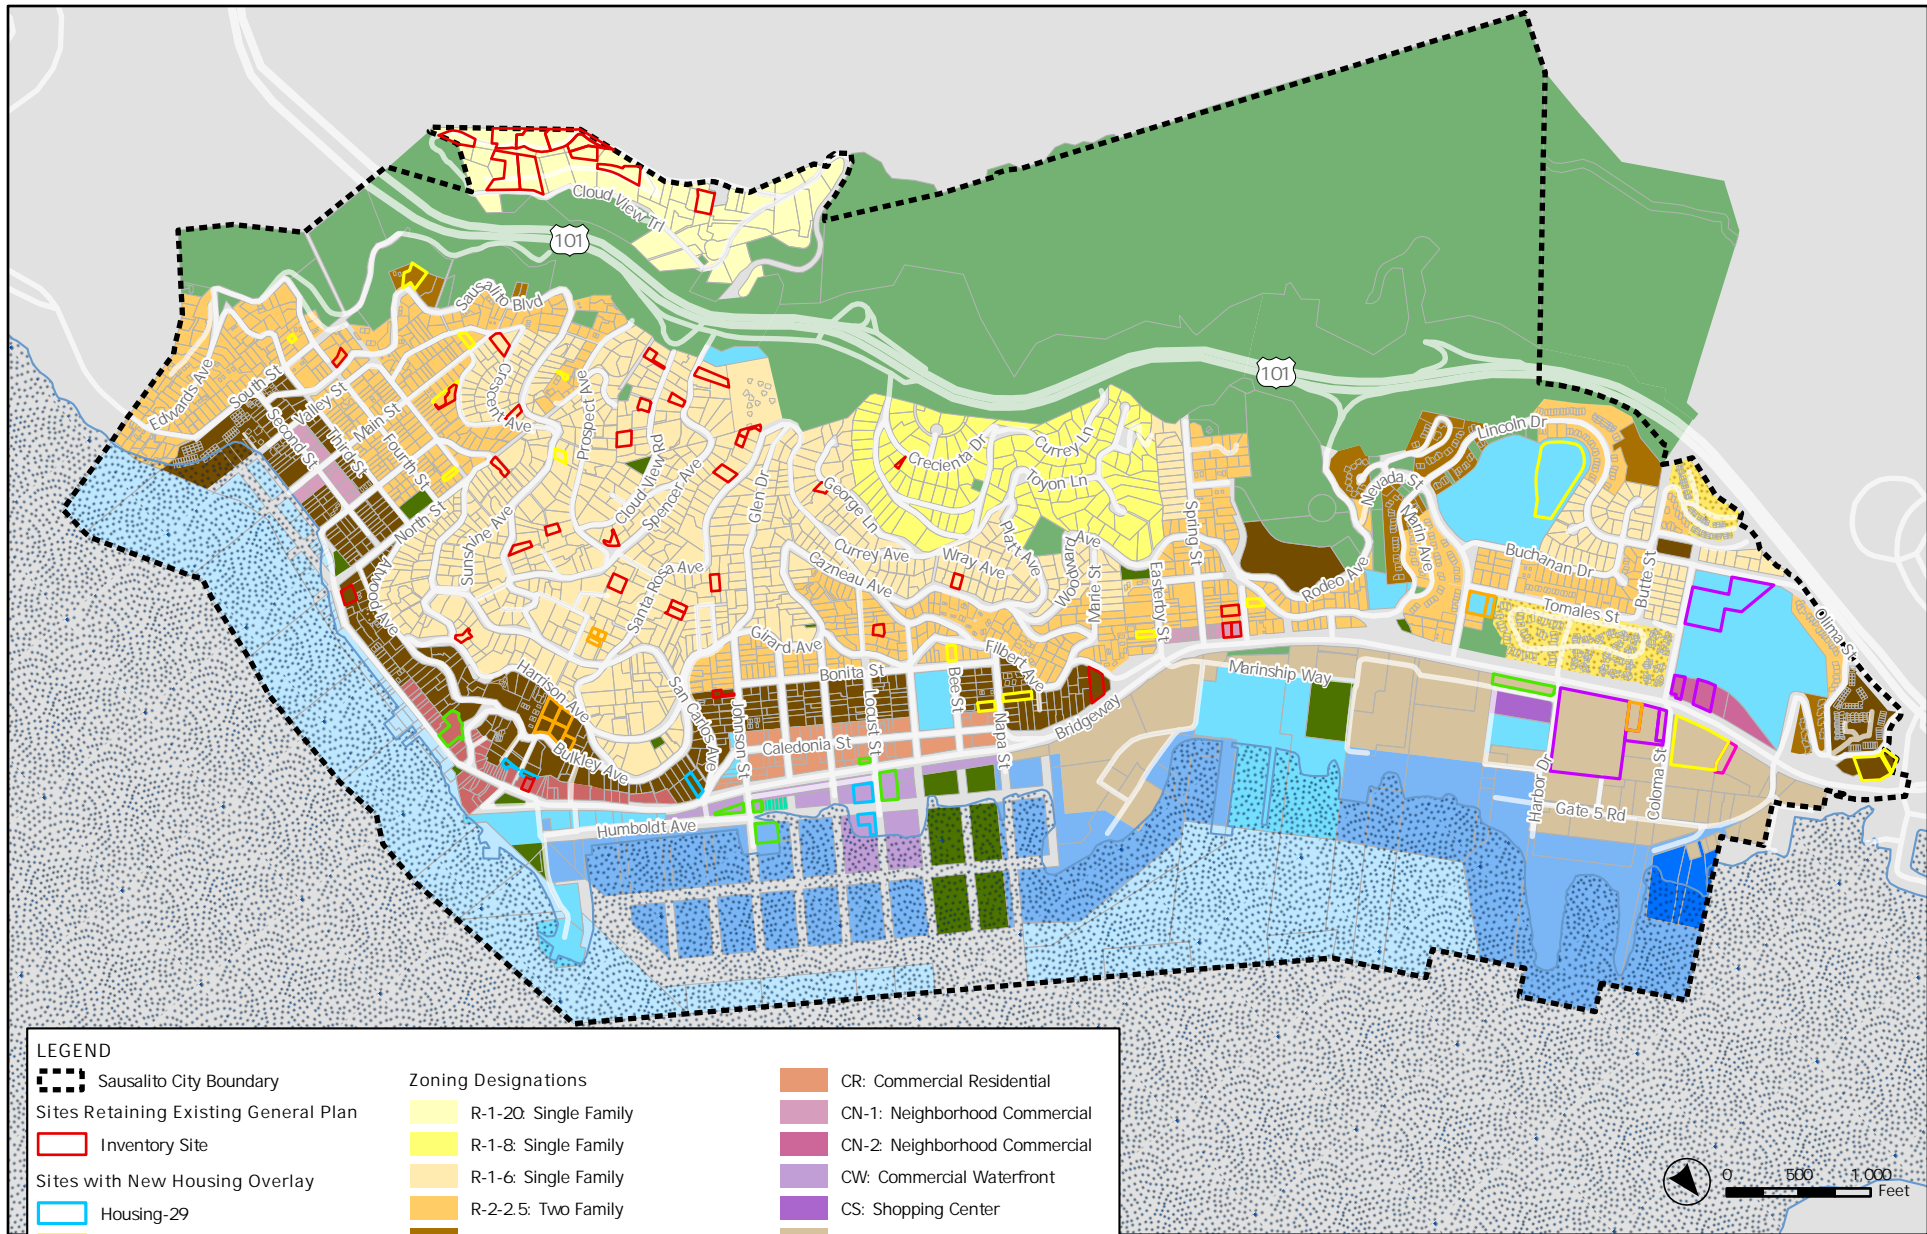 Cloud View Trl
101
Sausalito Blvd
101
Edwards Ave
South St
Second St
Valley St
Third St
Main St
Fourth St
Crescent Ave
Prospect Ave
Cloud View Rd
Spencer Ave
Glen Dr
George Ln
Crecienta Dr
Currey Ln
Toyon Ln
Platt Ave
Woodward Ave
Spring St
Nevada St
Lincoln Dr
Marin Ave
Buchanan Dr
Butte St
Tomales St
Olima St
North St
Atwood Ave
Sunshine Ave
Santa Rosa Ave
Currey Ave
Cazneau Ave
Wray Ave
Marie St
Easterby St
Rodeo Ave
Harrison Ave
Bulkley Ave
San Carlos Ave
Girard Ave
Bonita St
Johnson St
Locust St
Bee St
Filbert Ave
Napa St
Caledonia St
Bridgeway
Marinship Way
Harbor Dr
Coloma St
Gate 5 Rd
Humboldt Ave
LEGEND
Sausalito City Boundary
Sites Retaining Existing General Plan
Inventory Site
Sites with New Housing Overlay
Housing-29
Zoning Designations
R-1-20: Single Family
R-1-8: Single Family
R-1-6: Single Family
R-2-2.5: Two Family
CR: Commercial Residential
CN-1: Neighborhood Commercial
CN-2: Neighborhood Commercial
CW: Commercial Waterfront
CS: Shopping Center
0 500 1,000
Feet